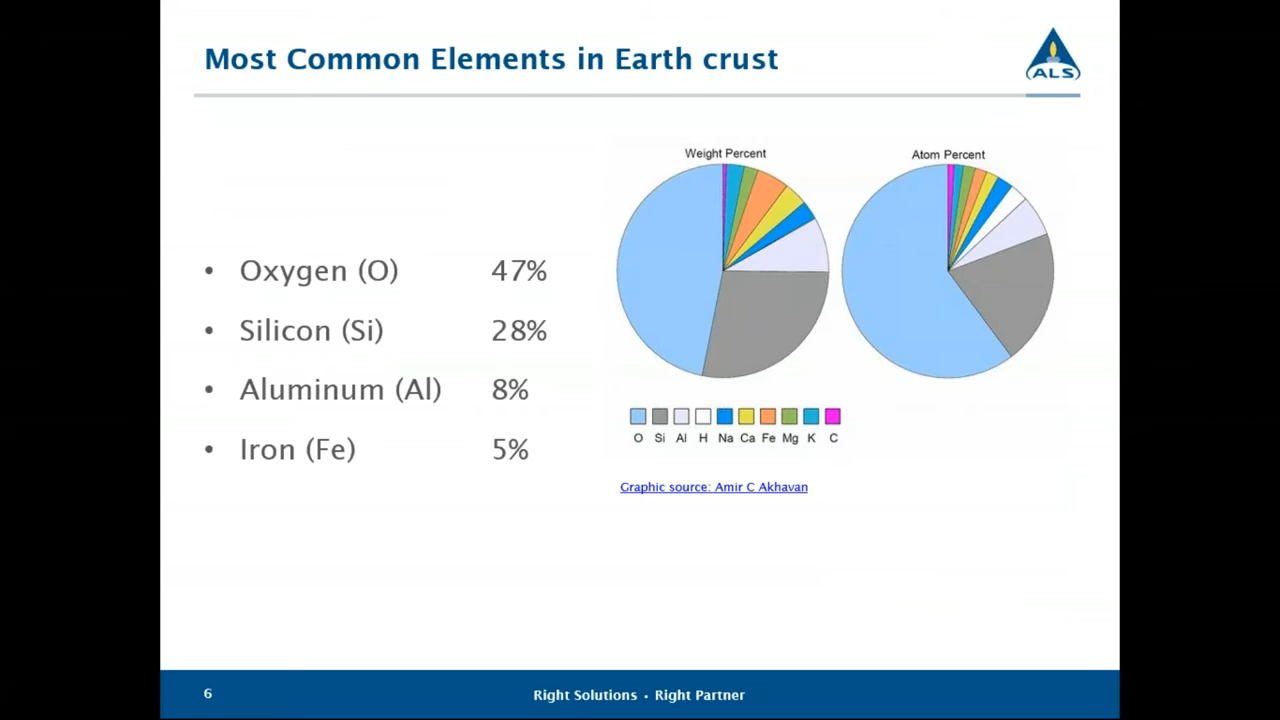 Most Common Elements in Earth crust
ALS
• Oxygen (O) 47%
• Silicon (Si) 28%
• Aluminum (Al) 8%
• Iron (Fe) 5%
Weight Percent
Atom Percent
O Si Al H Na Ca Fe Mg K C
Graphic source: Amir C Akhavan
6
Right Solutions • Right Partner